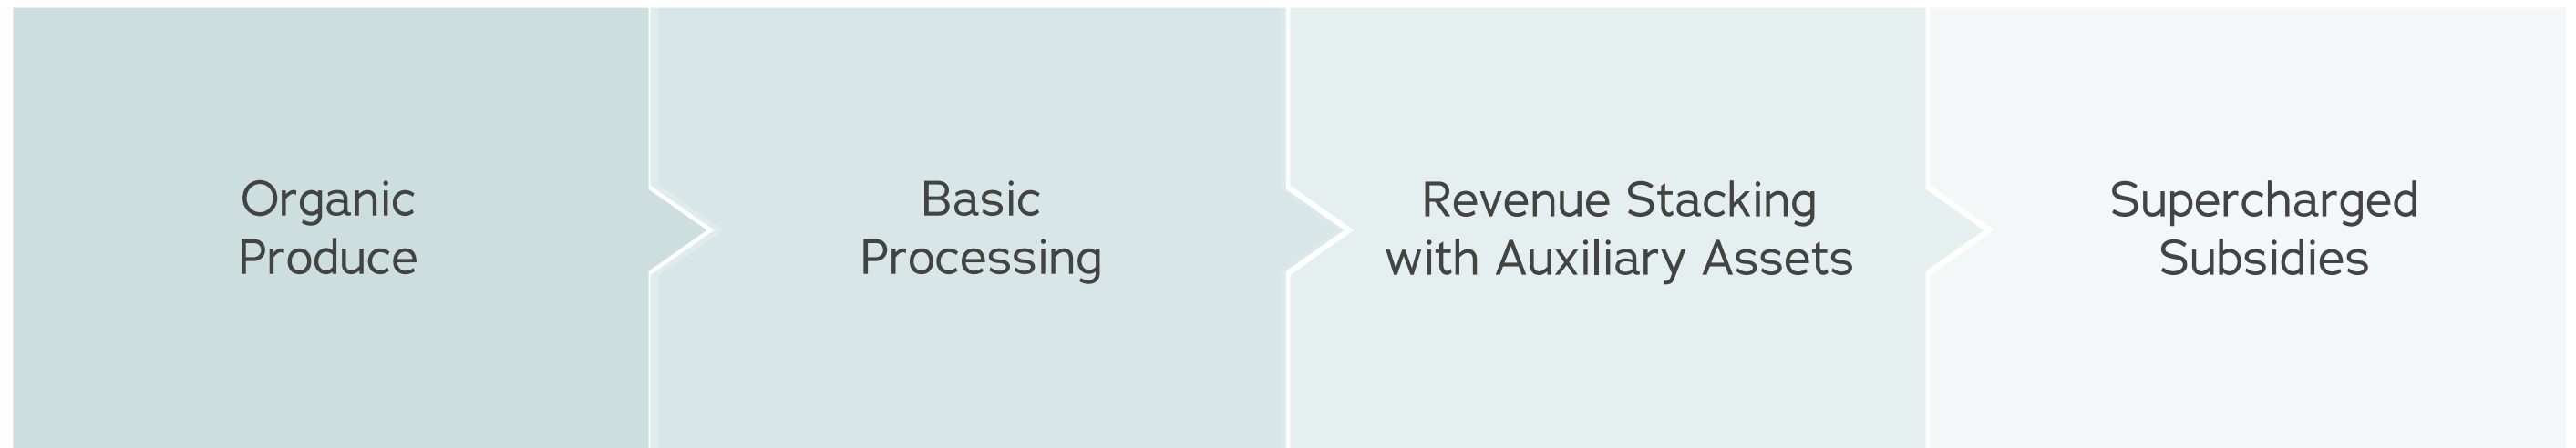 Organic
Produce
Basic
Processing
Revenue Stacking
with Auxiliary Assets
Supercharged
Subsidies